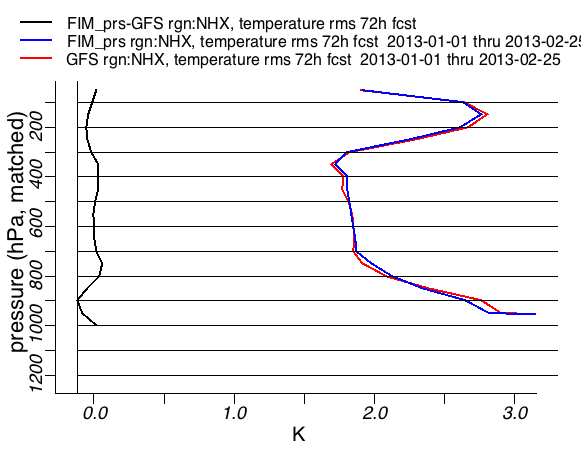 FIM_prs-GFS rgn:NHX, temperature rms 72h fcst
FIM_prs rgn:NHX, temperature rms 72h fcst 2013-01-01 thru 2013-02-25
GFS rgn:NHX, temperature rms 72h fcst 2013-01-01 thru 2013-02-25
pressure (hPa, matched)
200
400
600
800
1000
1200
0.0 1.0 2.0 3.0
K